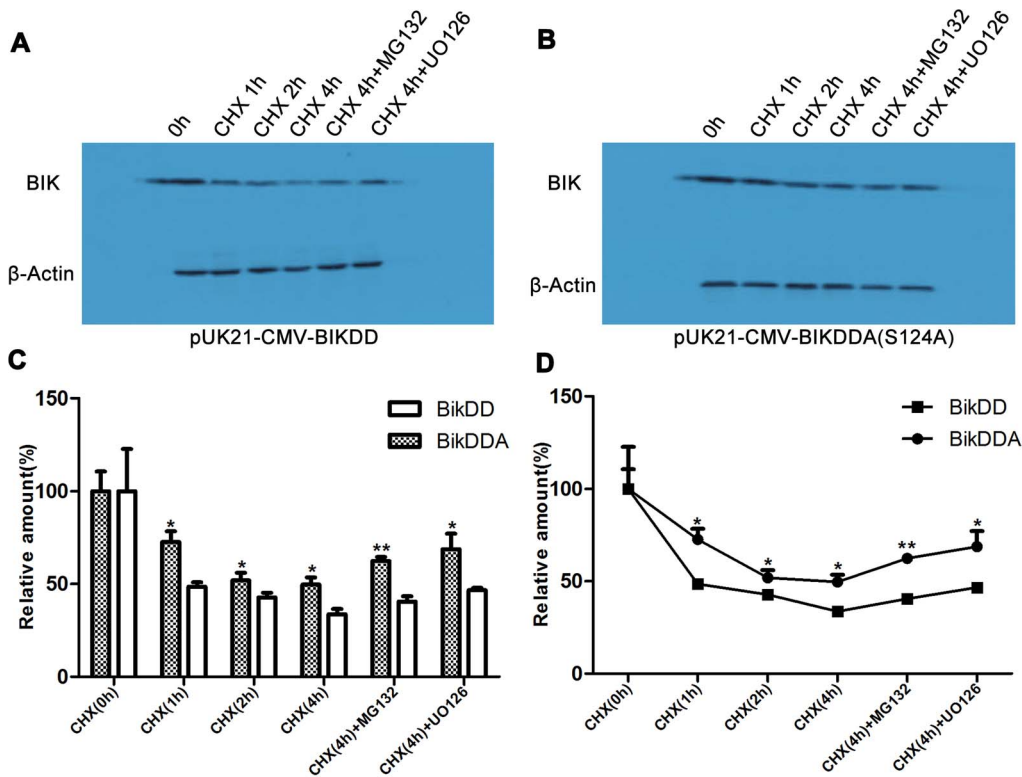 A
0h
CHX 1h
CHX 2h
CHX 4h
CHX 4h+MG132
CHX 4h+UO126
BIK
β-Actin
pUK21-CMV-BIKDD
B
0h
CHX 1h
CHX 2h
CHX 4h
CHX 4h+MG132
CHX 4h+UO126
BIK
β-Actin
pUK21-CMV-BIKDDA(S124A)
C
Relative amount(%)
150
100
50
0
BikDD
BikDDA
*
*
*
**
*
CHX(0h)
CHX(1h)
CHX(2h)
CHX(4h)
CHX(4h)+MG132
CHX(4h)+UO126
D
Relative amount(%)
150
100
50
0
BikDD
BikDDA
*
*
*
**
*
CHX(0h)
CHX(1h)
CHX(2h)
CHX(4h)
CHX(4h)+MG132
CHX(4h)+UO126